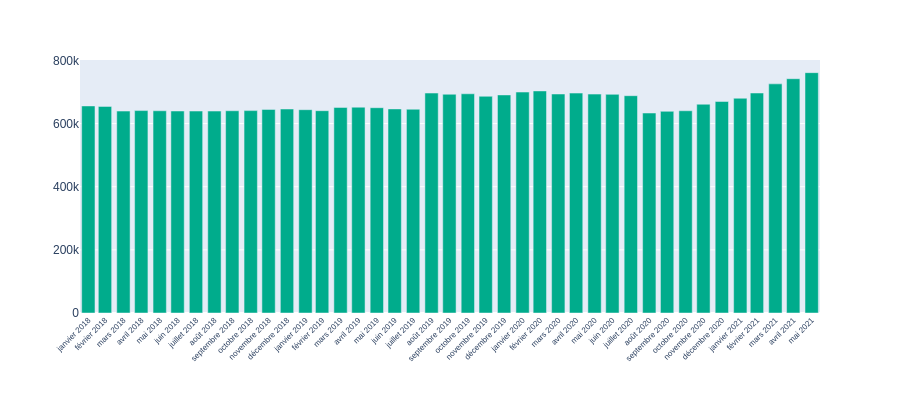 800k
600k
400k
200k
0
janvier 2018
février 2018
mars 2018
avril 2018
mai 2018
juin 2018
juillet 2018
août 2018
septembre 2018
octobre 2018
novembre 2018
décembre 2018
janvier 2019
février 2019
mars 2019
avril 2019
mai 2019
juin 2019
juillet 2019
août 2019
septembre 2019
octobre 2019
novembre 2019
décembre 2019
janvier 2020
février 2020
mars 2020
avril 2020
mai 2020
juin 2020
juillet 2020
août 2020
septembre 2020
octobre 2020
novembre 2020
décembre 2020
janvier 2021
février 2021
mars 2021
avril 2021
mai 2021